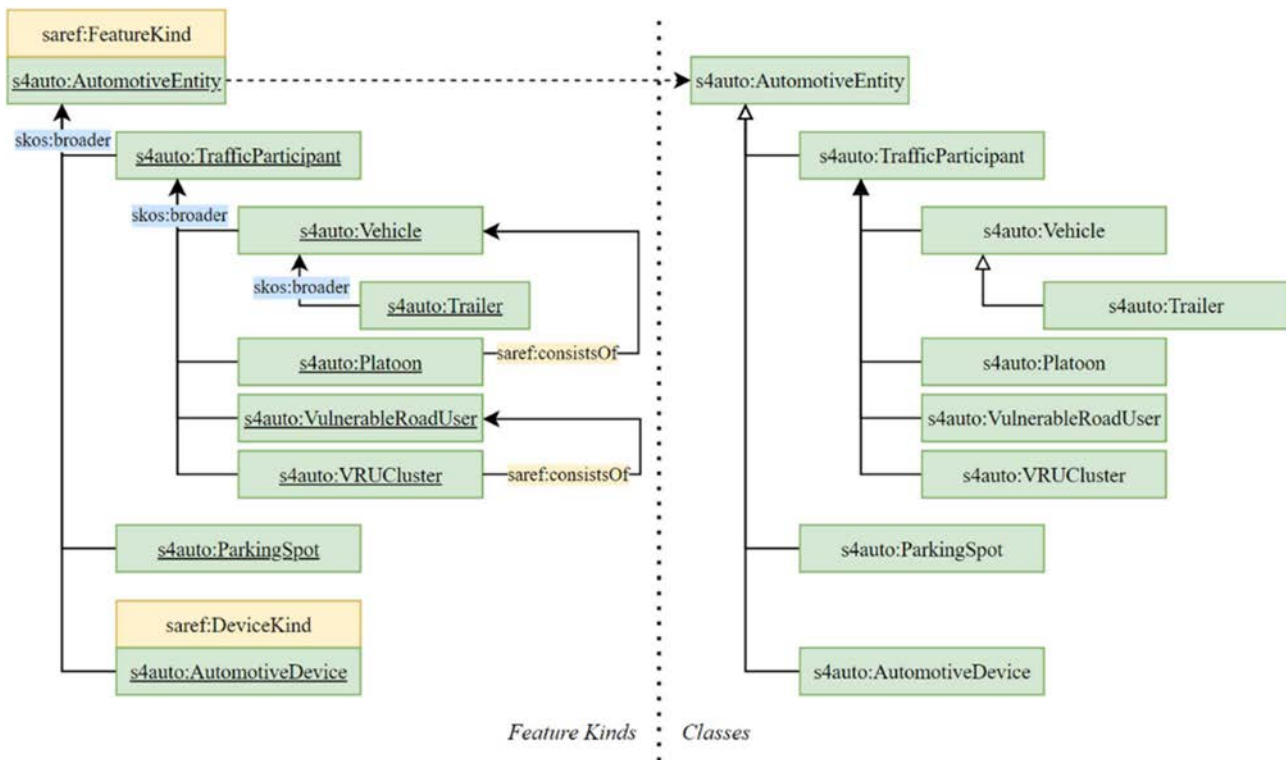 saref:FeatureKind
s4auto:AutomotiveEntity
s4auto:AutomotiveEntity
skos:broader
s4auto:TrafficParticipant
s4auto:TrafficParticipant
skos:broader
s4auto:Vehicle
s4auto:Vehicle
skos:broader
s4auto:Trailer
s4auto:Trailer
s4auto:Platoon
saref:consistsOf
s4auto:Platoon
s4auto:VulnerableRoadUser
s4auto:VulnerableRoadUser
s4auto:VRUCluster
saref:consistsOf
s4auto:VRUCluster
s4auto:ParkingSpot
s4auto:ParkingSpot
saref:DeviceKind
s4auto:AutomotiveDevice
s4auto:AutomotiveDevice
Feature Kinds
Classes